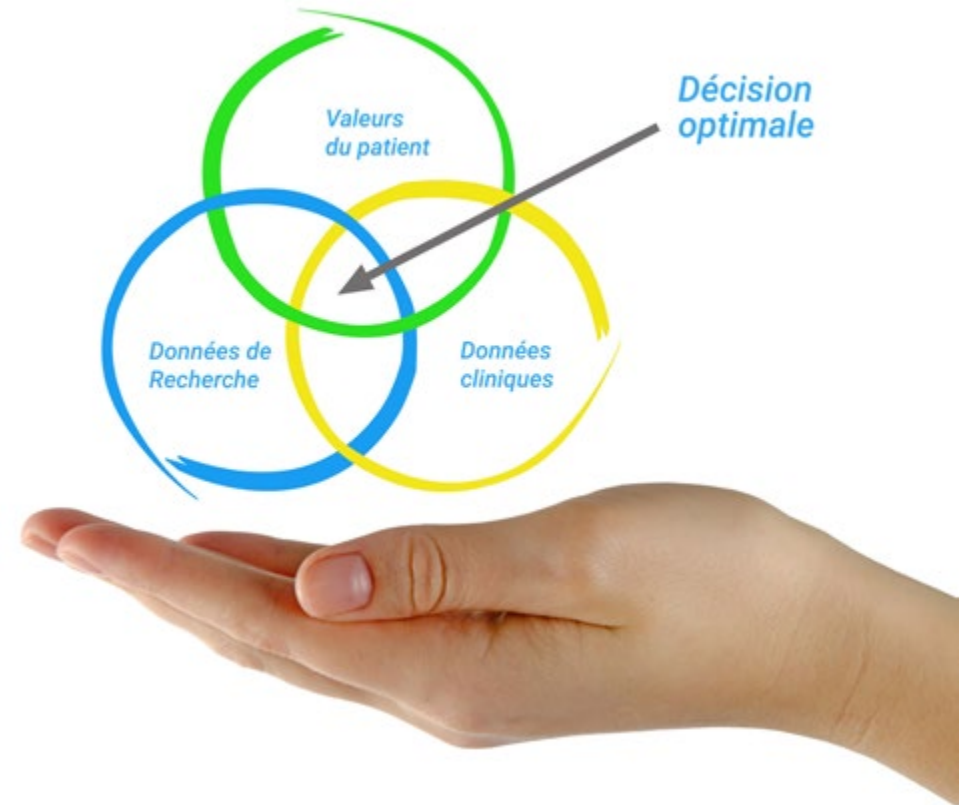 Valeurs
du patient
Décision
optimale
Données de
Recherche
Données
cliniques